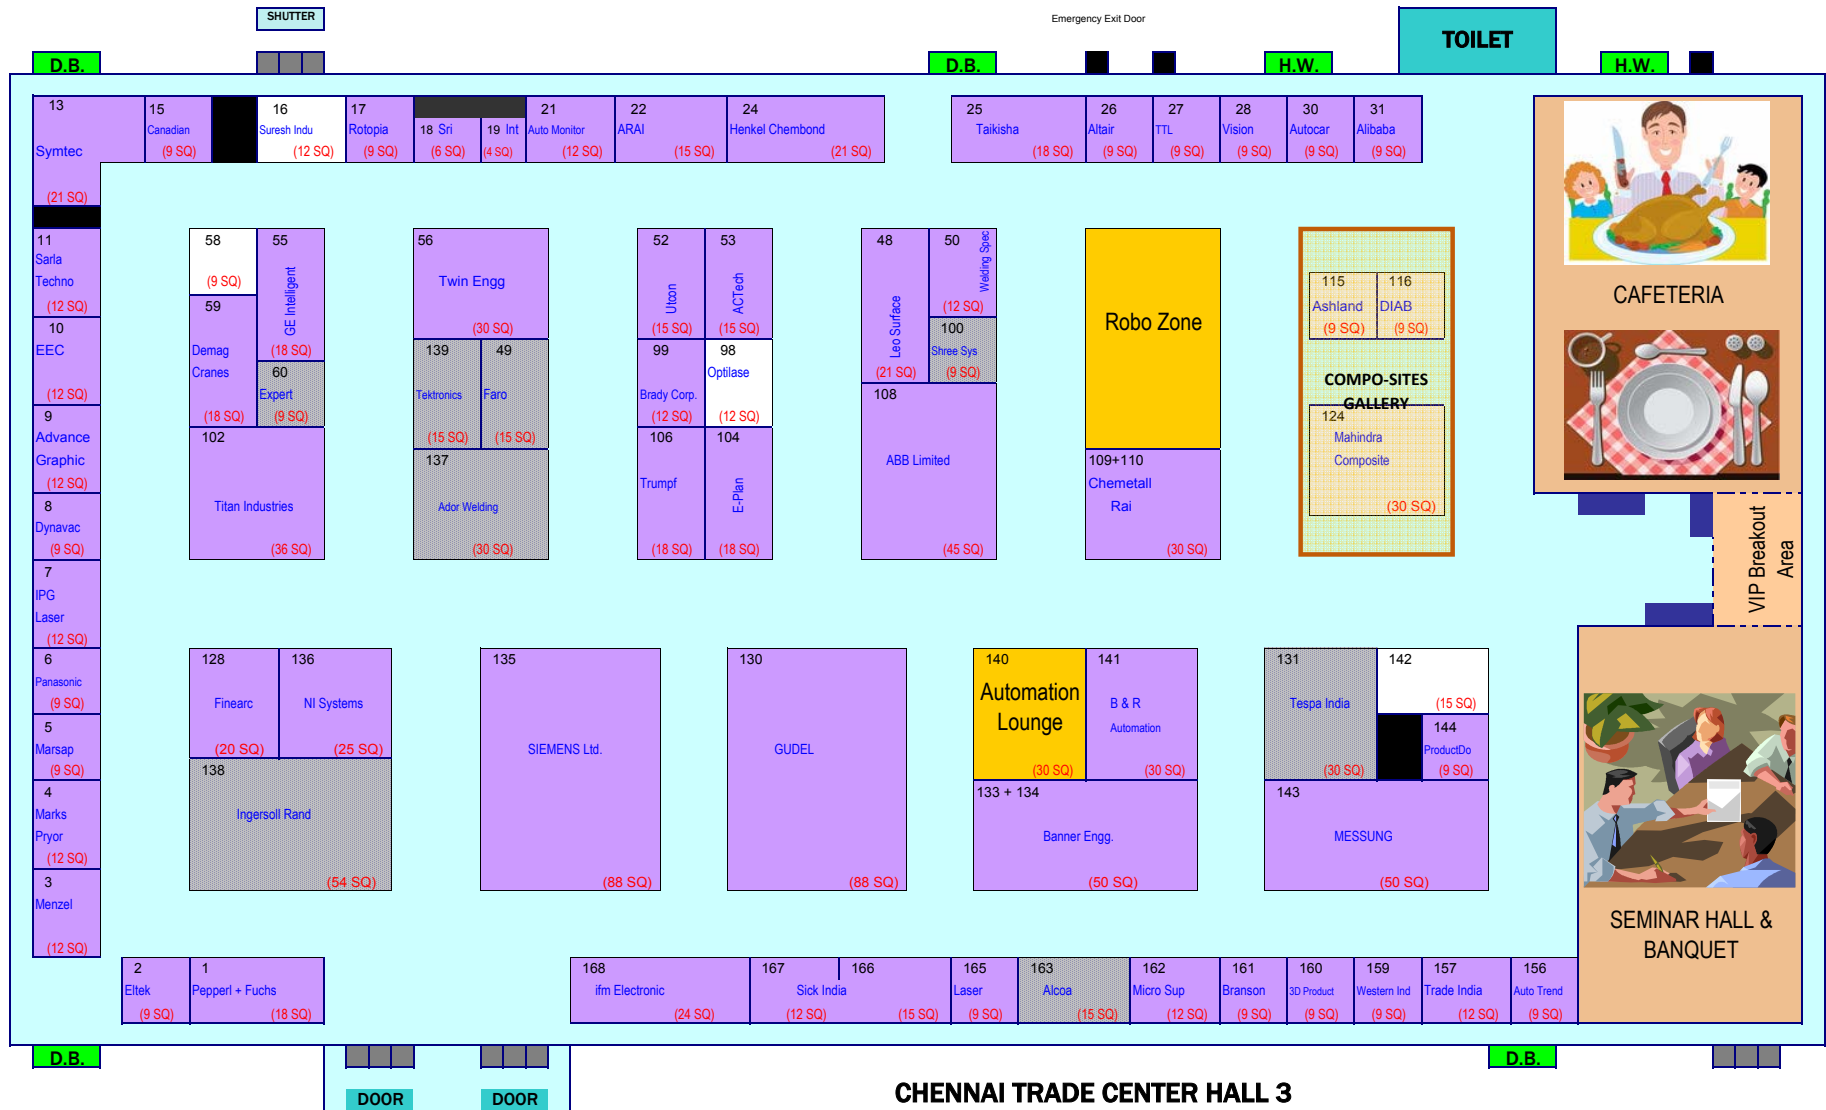 SHUTTER
Emergency Exit Door
TOILET
D.B.
D.B.
H.W.
H.W.
13
Symtec
(21 SQ)
15
Canadian
(9 SQ)
16
Suresh Indu
(12 SQ)
17
Rotopia
(9 SQ)
18 Sri
(6 SQ)
19 Int
(4 SQ)
21
Auto Monitor
(12 SQ)
22
ARAI
(15 SQ)
24
Henkel Chembond
(21 SQ)
25
Taikisha
(18 SQ)
26
Altair
(9 SQ)
27
TTL
(9 SQ)
28
Vision
(9 SQ)
30
Autocar
(9 SQ)
31
Alibaba
(9 SQ)
CAFETERIA
11
Sarla
Techno
(12 SQ)
10
EEC
(12 SQ)
9
Advance
Graphic
(12 SQ)
8
Dynavac
(9 SQ)
7
IPG
Laser
(12 SQ)
6
Panasonic
(9 SQ)
5
Marsap
(9 SQ)
4
Marks
Pryor
(12 SQ)
3
Menzel
(12 SQ)
58
(9 SQ)
55
GE Intelligent
(18 SQ)
59
Demag
Cranes
(18 SQ)
60
Expert
(9 SQ)
102
Titan Industries
(36 SQ)
56
Twin Engg
(30 SQ)
139
Tektronics
(15 SQ)
49
Faro
(15 SQ)
137
Ador Welding
(30 SQ)
52
Utcon
(15 SQ)
53
ACTech
(15 SQ)
99
Brady Corp.
(12 SQ)
98
Optilase
(12 SQ)
106
Trumpf
(18 SQ)
104
E-Plan
(18 SQ)
48
Leo Surface
(21 SQ)
50
Welding Spec
(12 SQ)
100
Shree Sys
(9 SQ)
108
ABB Limited
(45 SQ)
Robo Zone
109+110
Chemetall
Rai
(30 SQ)
115
Ashland
(9 SQ)
116
DIAB
(9 SQ)
COMPO-SITES
GALLERY
124
Mahindra
Composite
(30 SQ)
VIP Breakout
Area
128
Finearc
(20 SQ)
136
NI Systems
(25 SQ)
138
Ingersoll Rand
(54 SQ)
135
SIEMENS Ltd.
(88 SQ)
130
GUDEL
(88 SQ)
140
Automation
Lounge
(30 SQ)
141
B & R
Automation
(30 SQ)
133 + 134
Banner Engg.
(50 SQ)
131
Tespa India
(30 SQ)
142
(15 SQ)
144
ProductDo
(9 SQ)
143
MESSUNG
(50 SQ)
SEMINAR HALL &
BANQUET
2
Eltek
(9 SQ)
1
Pepperl + Fuchs
(18 SQ)
168
ifm Electronic
(24 SQ)
167
166
Sick India
(12 SQ)
(15 SQ)
165
Laser
(9 SQ)
163
Alcoa
(15 SQ)
162
Micro Sup
(12 SQ)
161
Branson
(9 SQ)
160
3D Product
(9 SQ)
159
Western Ind
(9 SQ)
157
Trade India
(12 SQ)
156
Auto Trend
(9 SQ)
D.B.
D.B.
DOOR
DOOR
CHENNAI TRADE CENTER HALL 3